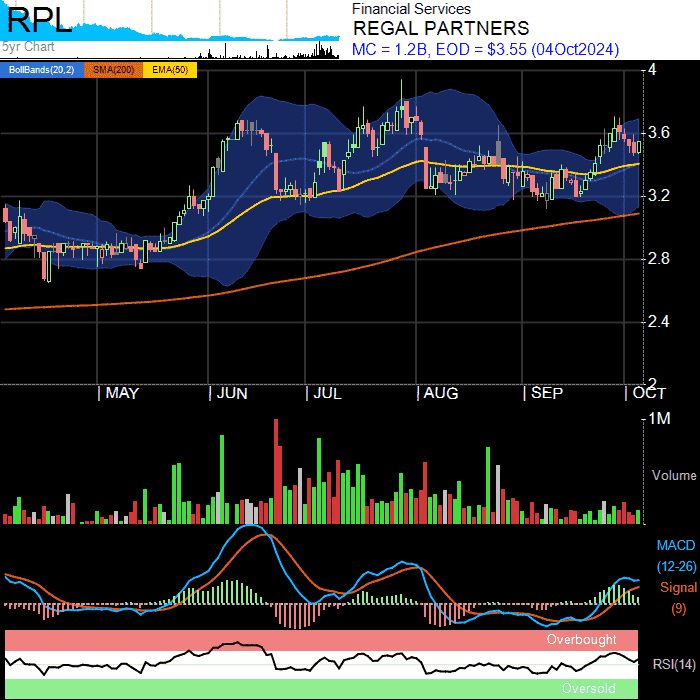 RPL
5yr Chart
Financial Services
REGAL PARTNERS
MC = 1.2B, EOD = $3.55 (04Oct2024)
BollBands(20,2) SMA(200) EMA(50)
4
3.6
3.2
2.8
2.4
2
MAY JUN JUL AUG SEP OCT
1M
Volume
MACD
(12-26)
Signal
(9)
Overbought
RSI(14)
Oversold